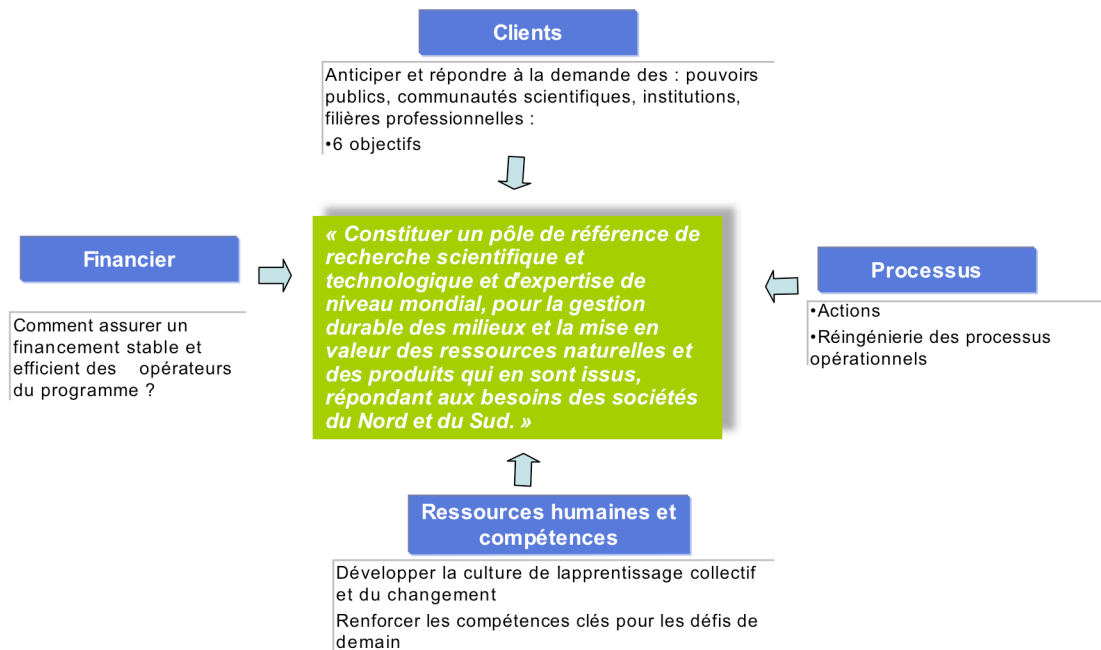 Clients
Anticiper et répondre à la demande des : pouvoirs
publics, communautés scientifiques, institutions,
filières professionnelles :
•6 objectifs
Financier
Comment assurer un
financement stable et
efficient des opérateurs
du programme ?
« Constituer un pôle de référence de
recherche scientifique et
technologique et d'expertise de
niveau mondial, pour la gestion
durable des milieux et la mise en
valeur des ressources naturelles et
des produits qui en sont issus,
répondant aux besoins des sociétés
du Nord et du Sud. »
Processus
•Actions
•Réingénierie des processus
opérationnels
Ressources humaines et
compétences
Développer la culture de lapprentissage collectif
et du changement
Renforcer les compétences clés pour les défis de
demain